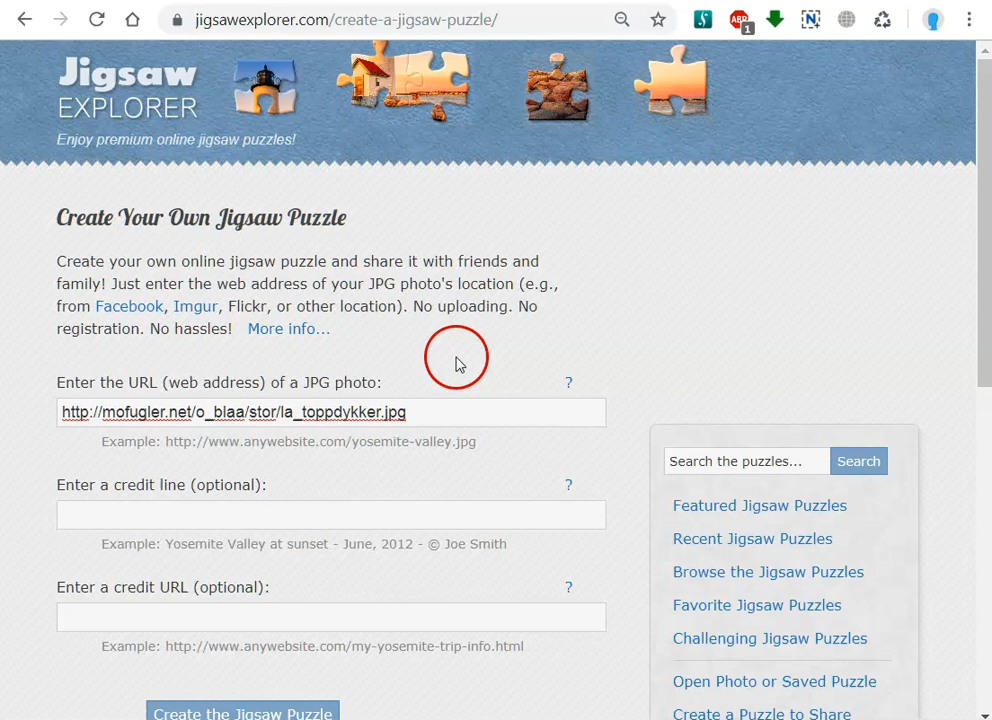 jigsawexplorer.com/create-a-jigsaw-puzzle/
S
ABP
1
N
Jigsaw
EXPLORER
Enjoy premium online jigsaw puzzles!
Create Your Own Jigsaw Puzzle
Create your own online jigsaw puzzle and share it with friends and
family! Just enter the web address of your JPG photo's location (e.g.,
from Facebook, Imgur, Flickr, or other location). No uploading. No
registration. No hassles! More info...
Enter the URL (web address) of a JPG photo: ?
http://mofugler.net/o_blaa/stor/la_toppdykker.jpg
Example: http://www.anywebsite.com/yosemite-valley.jpg
Enter a credit line (optional): ?
Example: Yosemite Valley at sunset - June, 2012 - © Joe Smith
Enter a credit URL (optional): ?
Example: http://www.anywebsite.com/my-yosemite-trip-info.html
Create the Jigsaw Puzzle
Search the puzzles... Search
Featured Jigsaw Puzzles
Recent Jigsaw Puzzles
Browse the Jigsaw Puzzles
Favorite Jigsaw Puzzles
Challenging Jigsaw Puzzles
Open Photo or Saved Puzzle
Create a Puzzle to Share